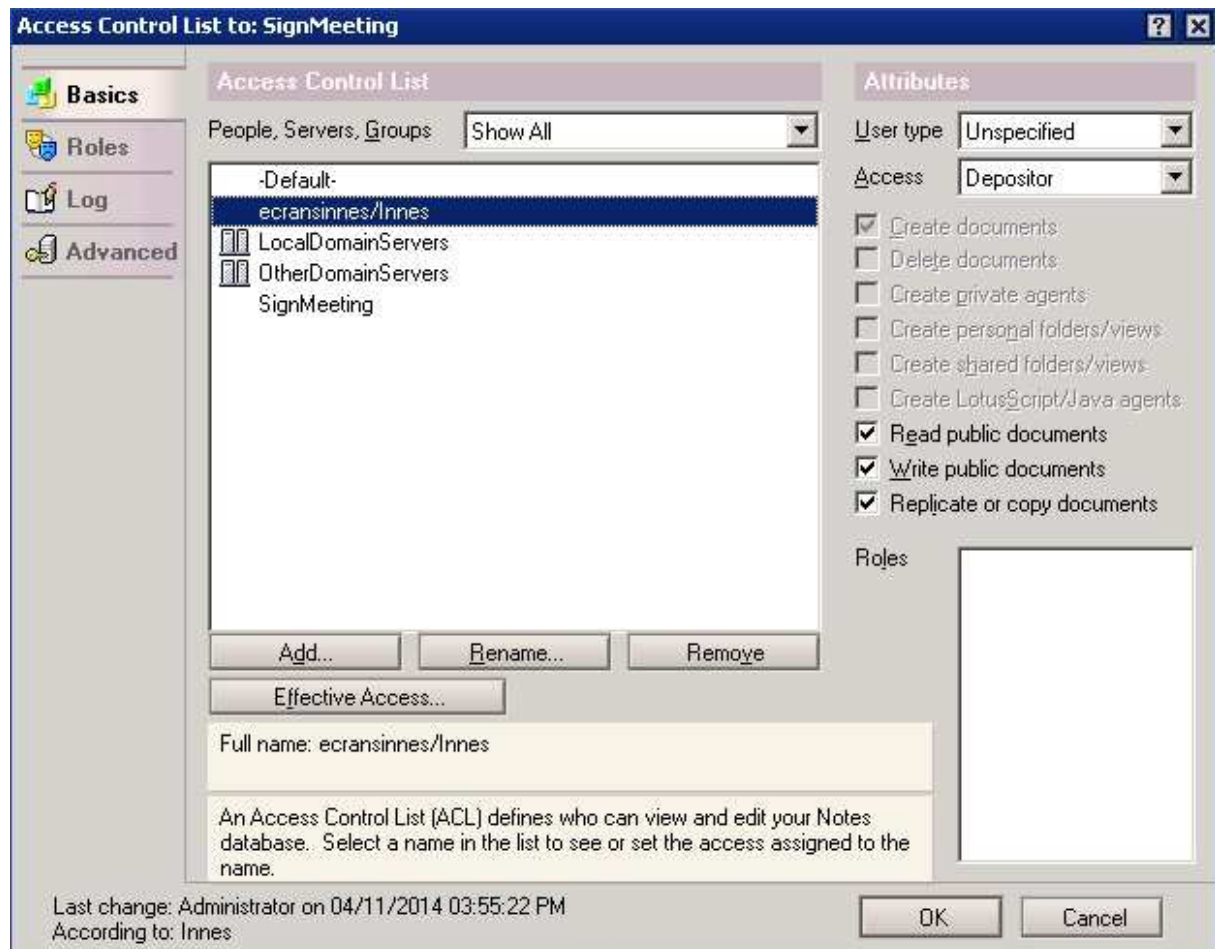 Access Control List to: SignMeeting
Basics
Roles
Log
Advanced
Access Control List
People, Servers, Groups
Show All
-Default-
ecransinnes/Innes
LocalDomainServers
OtherDomainServers
SignMeeting
Add...
Rename...
Remove
Effective Access...
Full name: ecransinnes/Innes
An Access Control List (ACL) defines who can view and edit your Notes
database. Select a name in the list to see or set the access assigned to the
name.
Attributes
User type
Unspecified
Access
Depositor
Create documents
Delete documents
Create private agents
Create personal folders/views
Create shared folders/views
Create LotusScript/Java agents
Read public documents
Write public documents
Replicate or copy documents
Roles
Last change: Administrator on 04/11/2014 03:55:22 PM
According to: Innes
OK
Cancel